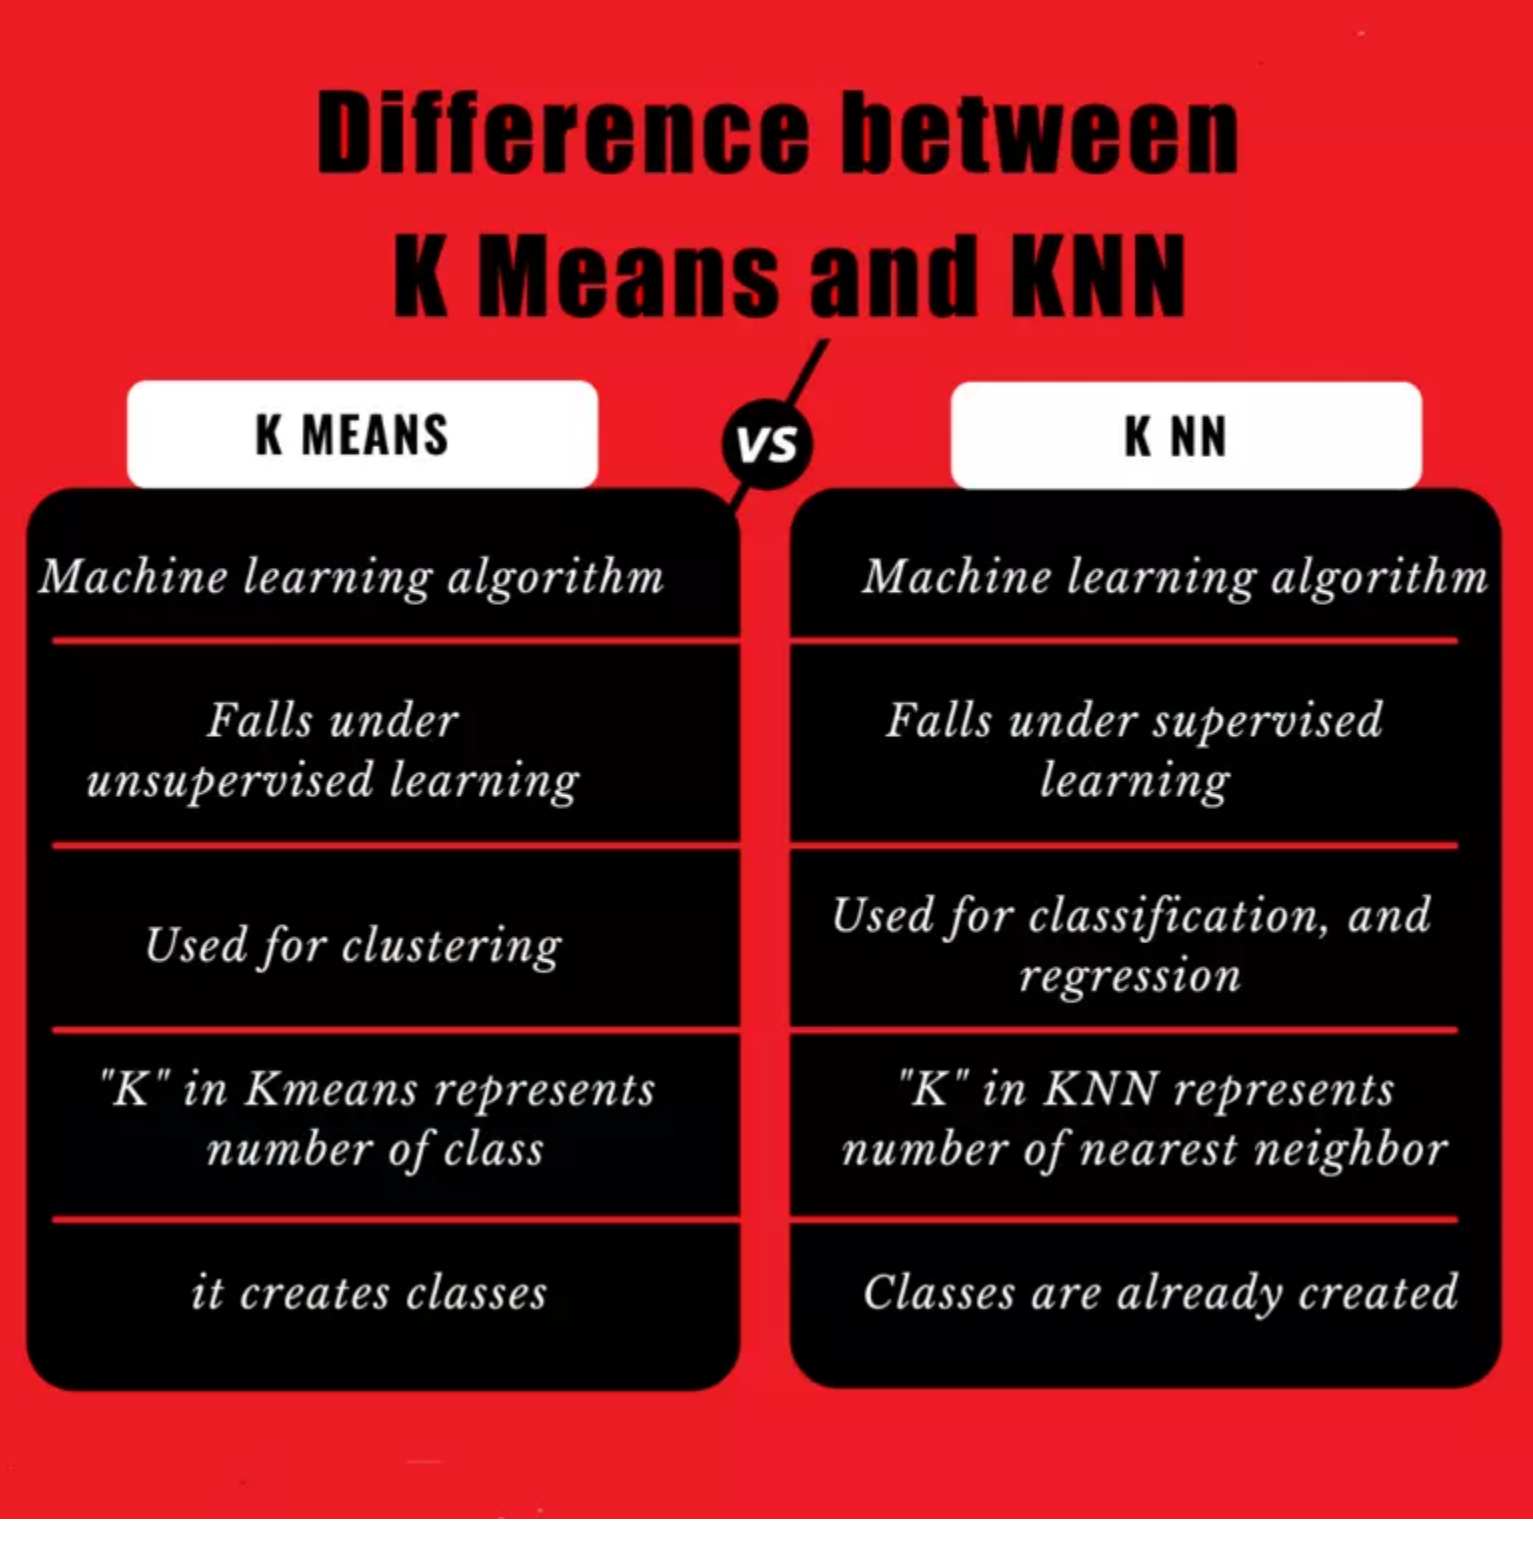 Difference between
K Means and KNN
K MEANS
VS
K NN
Machine learning algorithm
Machine learning algorithm
Falls under
unsupervised learning
Falls under supervised
learning
Used for clustering
Used for classification, and
regression
"K" in Kmeans represents
number of class
"K" in KNN represents
number of nearest neighbor
it creates classes
Classes are already created